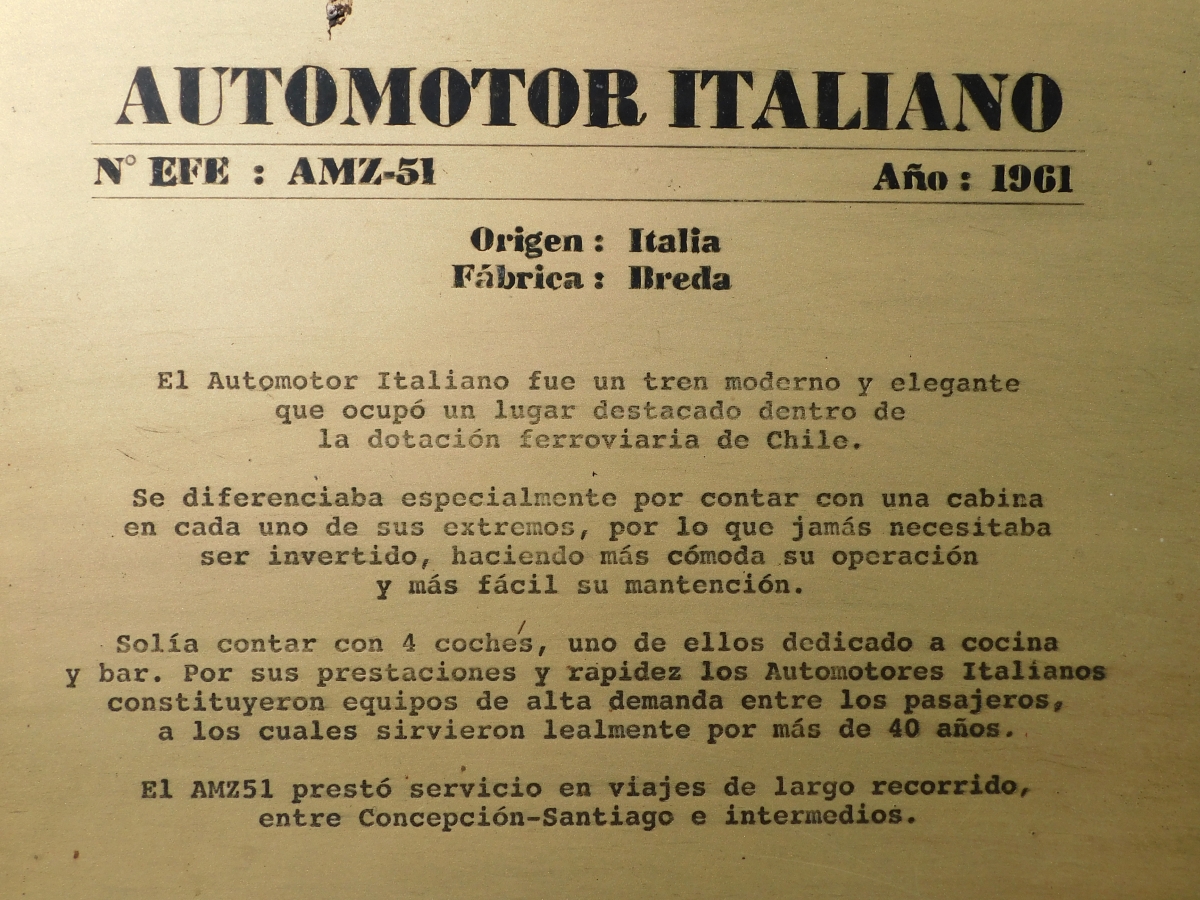 AUTOMOTOR ITALIANO
N° EFE : AMZ-51 Año : 1961
Origen : Italia
Fábrica : Breda
El Automotor Italiano fue un tren moderno y elegante
que ocupó un lugar destacado dentro de
la dotación ferroviaria de Chile.
Se diferenciaba especialmente por contar con una cabina
en cada uno de sus extremos, por lo que jamás necesitaba
ser invertido, haciendo más cómoda su operación
y más fácil su mantención.
Solía contar con 4 coches, uno de ellos dedicado a cocina
y bar. Por sus prestaciones y rapidez los Automotores Italianos
constituyeron equipos de alta demanda entre los pasajeros,
a los cuales sirvieron lealmente por más de 40 años.
El AMZ51 prestó servicio en viajes de largo recorrido,
entre Concepción-Santiago e intermedios.